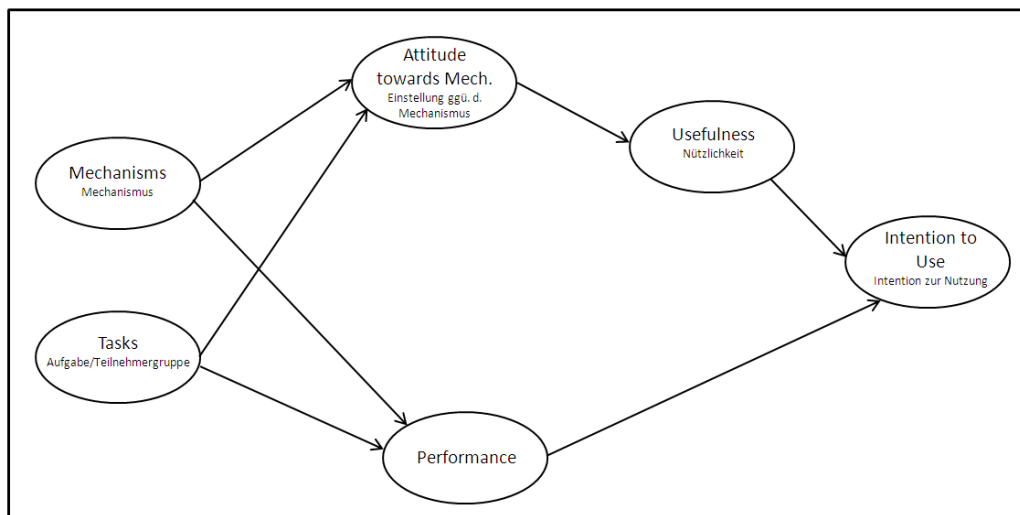 Attitude
towards Mech.
Einstellung ggü. d.
Mechanismus
Usefulness
Nützlichkeit
Mechanisms
Mechanismus
Intention to
Use
Intention zur Nutzung
Tasks
Aufgabe/Teilnehmergruppe
Performance